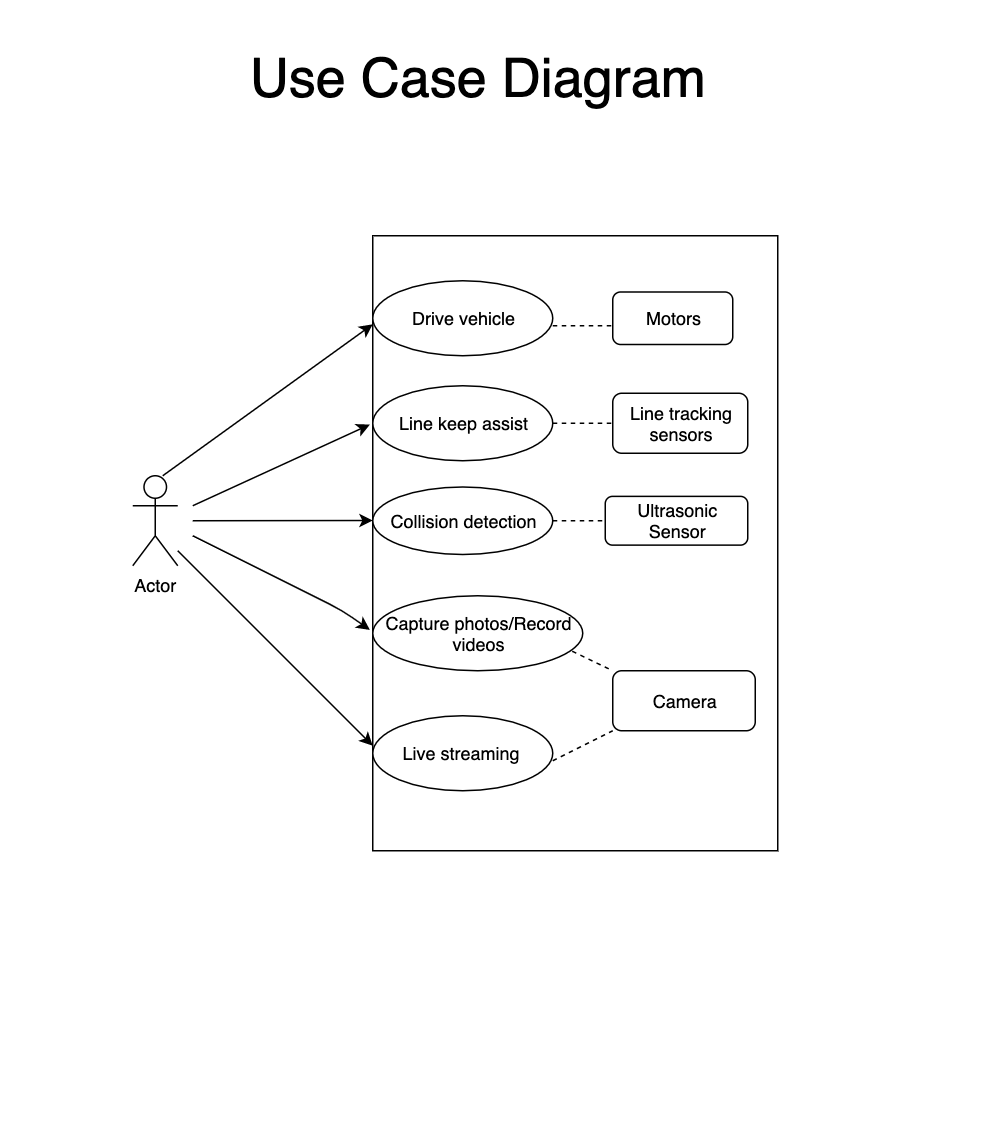 Use Case Diagram
Drive vehicle
Motors
Line keep assist
Line tracking
sensors
Collision detection
Ultrasonic
Sensor
Actor
Capture photos/Record
videos
Camera
Live streaming